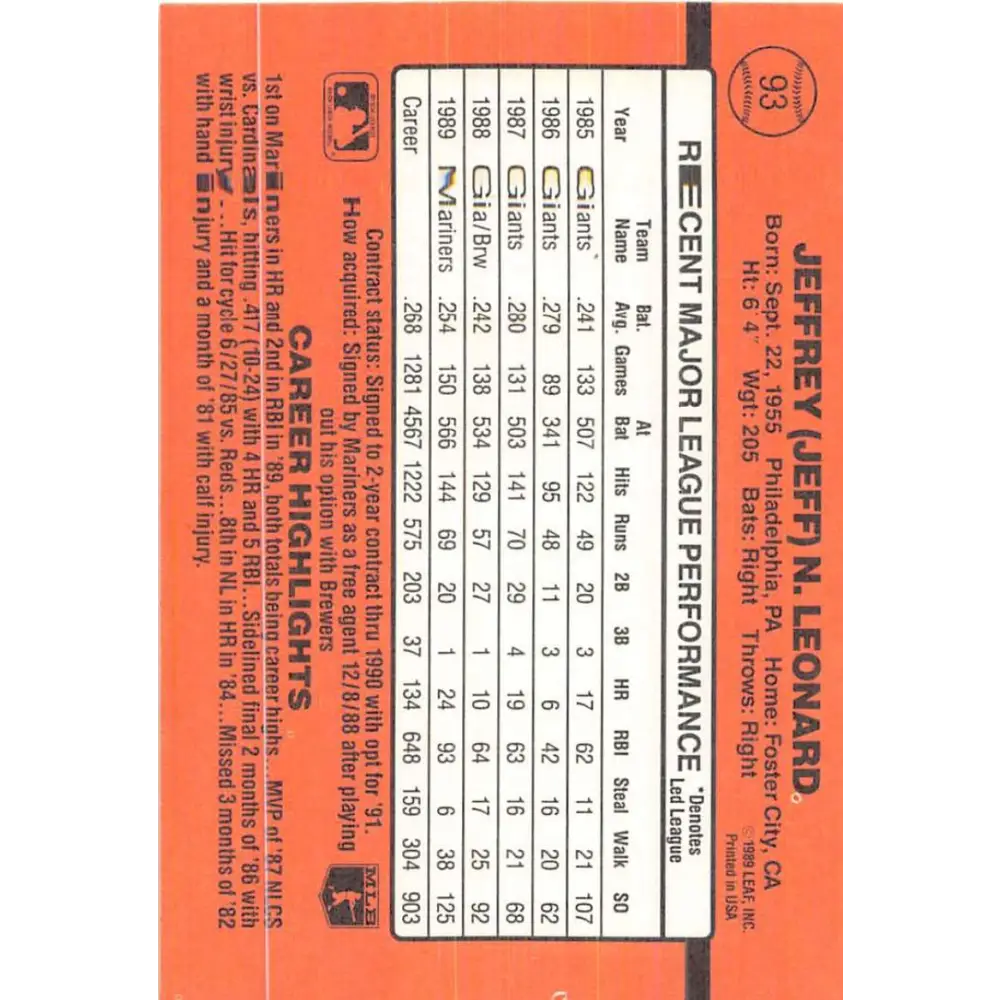 93
JEFFREY (JEFF) N. LEONARD
Born: Sept. 22, 1955 Philadelphia, PA Home: Foster City, CA
Ht: 6' 4" Wgt: 205 Bats: Right Throws: Right
©1989 LEAF, INC.
Printed in USA
RECENT MAJOR LEAGUE PERFORMANCE *Denotes Led League
Year Team Name Bat. Avg. Games At Bat Hits Runs 2B 3B HR RBI Steal Walk SO
1985 Giants .241 133 507 122 49 20 3 17 62 11 21 107
1986 Giants .279 89 341 95 48 11 3 6 42 16 20 62
1987 Giants .280 131 503 141 70 29 4 19 63 16 21 68
1988 Gia/Brw .242 138 534 129 57 27 1 10 64 17 25 92
1989 Mariners .254 150 566 144 69 20 1 24 93 6 38 125
Career .268 1281 4567 1222 575 203 37 134 648 159 304 903
Contract status: Signed to 2-year contract thru 1990 with opt for '91.
How acquired: Signed by Mariners as a free agent 12/8/88 after playing
out his option with Brewers
MLB
CAREER HIGHLIGHTS
1st on Mariners in HR and 2nd in RBI in '89, both totals being career highs...MVP of '87 NLCS
vs. Cardinals, hitting .417 (10-24) with 4 HR and 5 RBI...Sidelined final 2 months of '86 with
wrist injury...Hit for cycle 6/27/85 vs. Reds...8th in NL in HR in '84...Missed 3 months of '82
with hand injury and a month of '81 with calf injury.